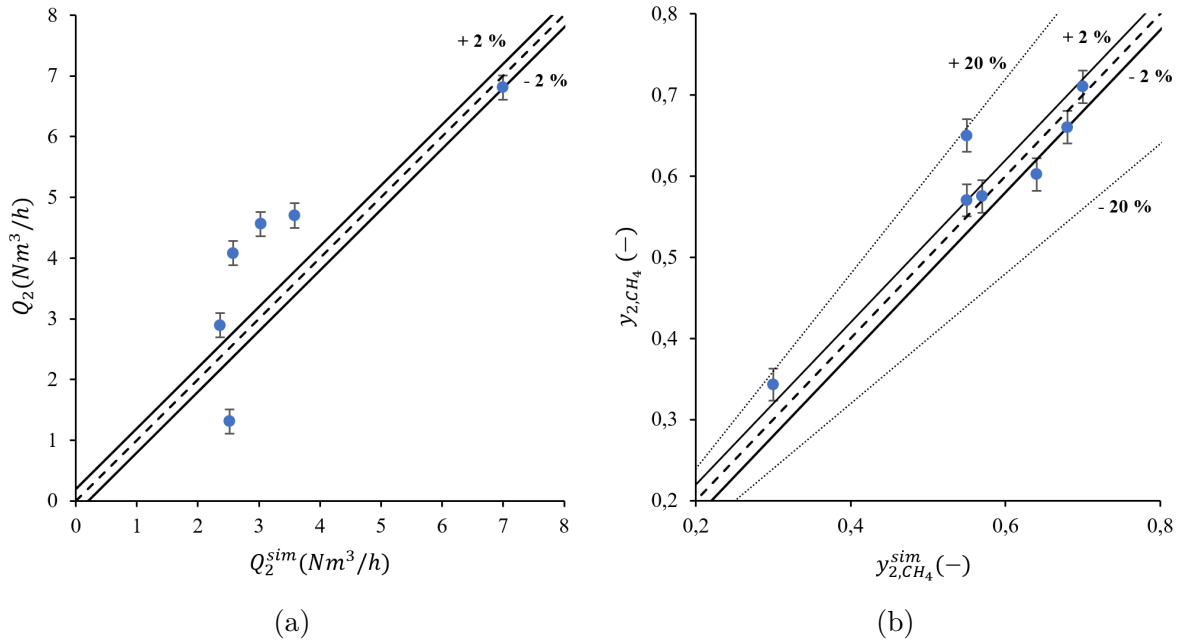 8
7
6
5
4
3
2
1
0
0 1 2 3 4 5 6 7 8
+ 2 %
- 2 %
Q₂(Nm³/h)
Q₂ˢⁱᵐ(Nm³/h)
(a)
0,8
0,7
0,6
0,5
0,4
0,3
0,2
0,2 0,4 0,6 0,8
+ 20 %
+ 2 %
- 2 %
- 20 %
y₂,CH₄ (−)
y₂,CH₄ˢⁱᵐ(−)
(b)